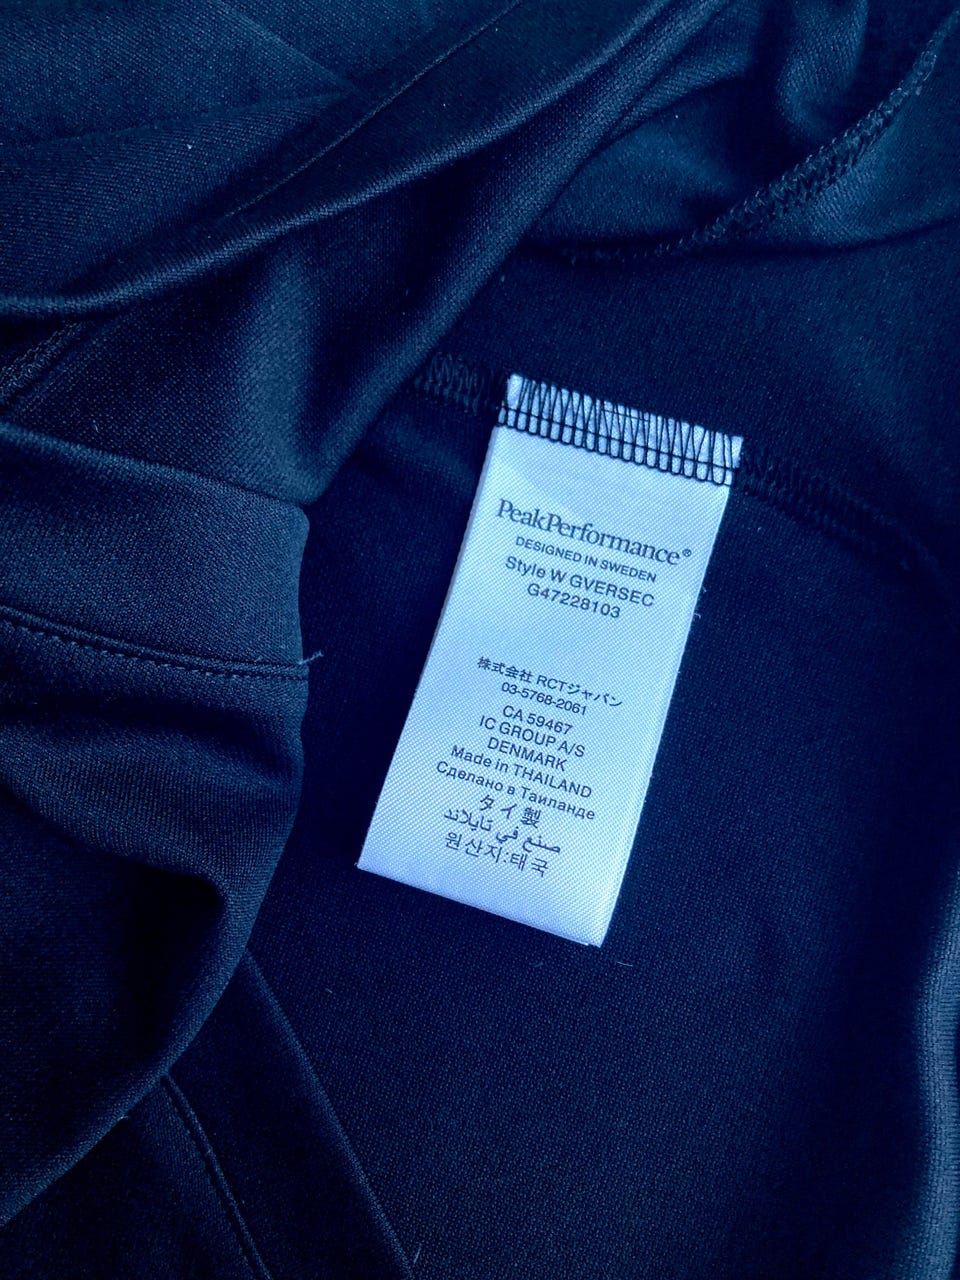 PeakPerformance®
DESIGNED IN SWEDEN
Style W GVERSEC
G47228103
株式会社 RCTジャパン
03-5768-2061
CA 59467
IC GROUP A/S
DENMARK
Made in THAILAND
Сделано в Таиланде
タイ製
صنع في تايلاند
원산지:태국